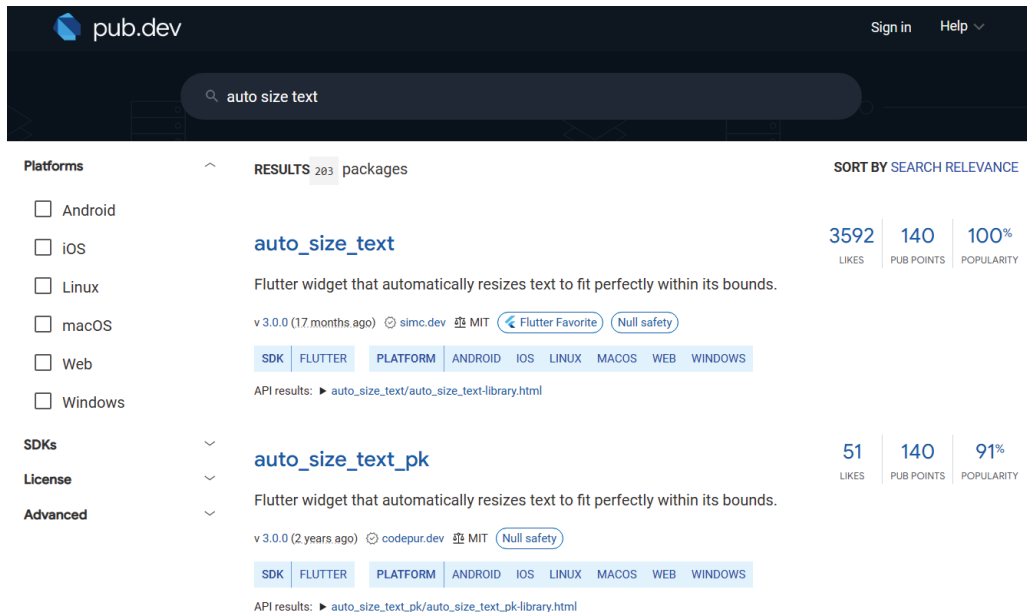 pub.dev
Sign in
Help
auto size text
Platforms
Android
iOS
Linux
macOS
Web
Windows
SDKs
License
Advanced
RESULTS 203 packages
SORT BY SEARCH RELEVANCE
auto_size_text
3592 LIKES
140 PUB POINTS
100% POPULARITY
Flutter widget that automatically resizes text to fit perfectly within its bounds.
v 3.0.0 (17 months ago) simc.dev MIT Flutter Favorite Null safety
SDK FLUTTER PLATFORM ANDROID IOS LINUX MACOS WEB WINDOWS
API results: ▶ auto_size_text/auto_size_text-library.html
auto_size_text_pk
51 LIKES
140 PUB POINTS
91% POPULARITY
Flutter widget that automatically resizes text to fit perfectly within its bounds.
v 3.0.0 (2 years ago) codepur.dev MIT Null safety
SDK FLUTTER PLATFORM ANDROID IOS LINUX MACOS WEB WINDOWS
API results: ▶ auto_size_text_pk/auto_size_text_pk-library.html